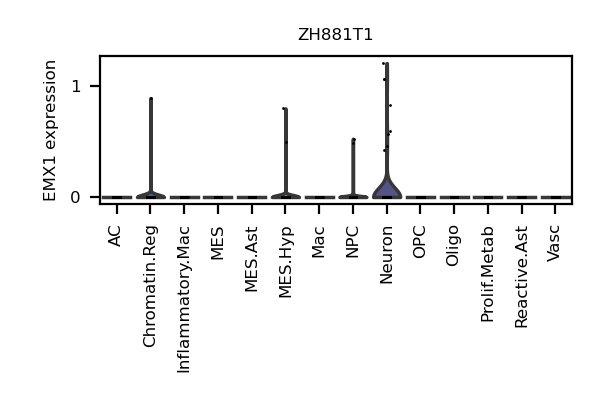 ZH881T1
EMX1 expression
1
0
AC
Chromatin.Reg
Inflammatory.Mac
MES
MES.Ast
MES.Hyp
Mac
NPC
Neuron
OPC
Oligo
Prolif.Metab
Reactive.Ast
Vasc